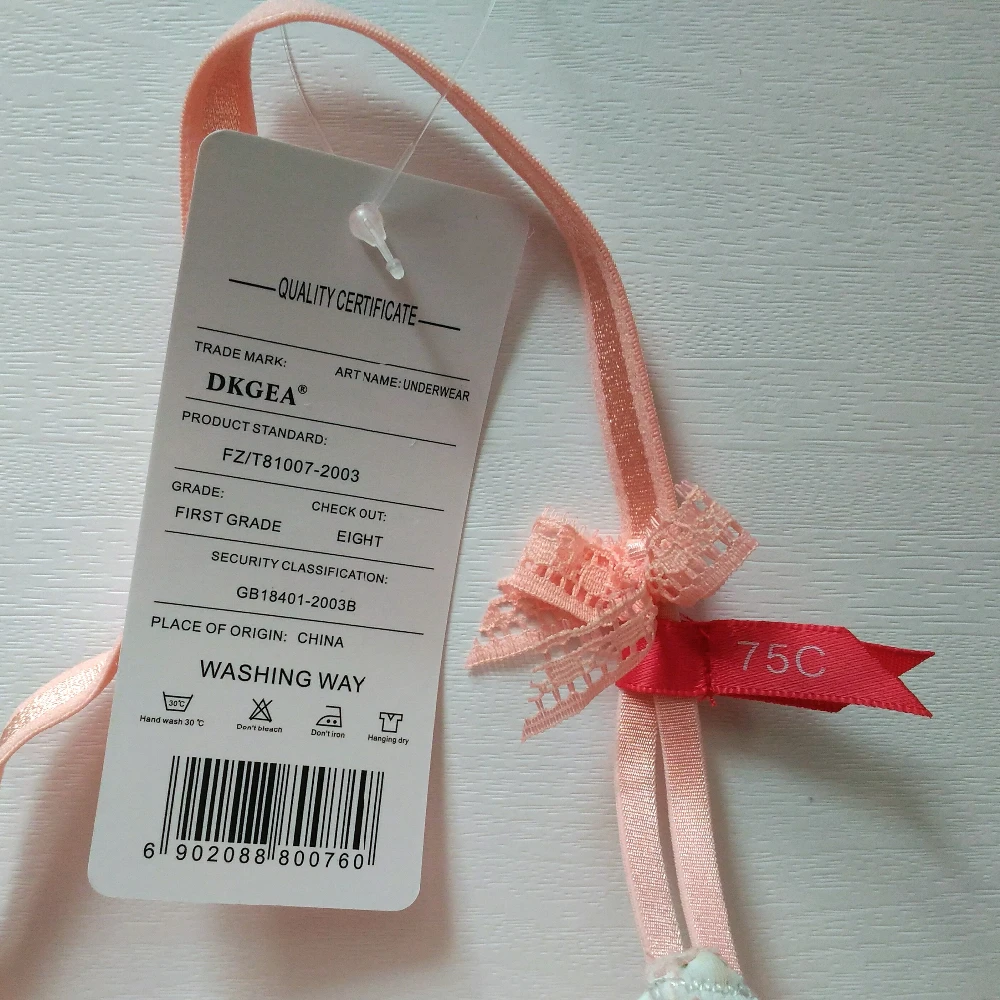 QUALITY CERTIFICATE
TRADE MARK:
ART NAME: UNDERWEAR
DKGEA®
PRODUCT STANDARD:
FZ/T81007-2003
GRADE:
CHECK OUT:
FIRST GRADE
EIGHT
SECURITY CLASSIFICATION:
GB18401-2003B
PLACE OF ORIGIN: CHINA
WASHING WAY
30℃
Hand wash 30 ℃
Don't bleach
Don't iron
Hanging dry
6 902088 800760
75C